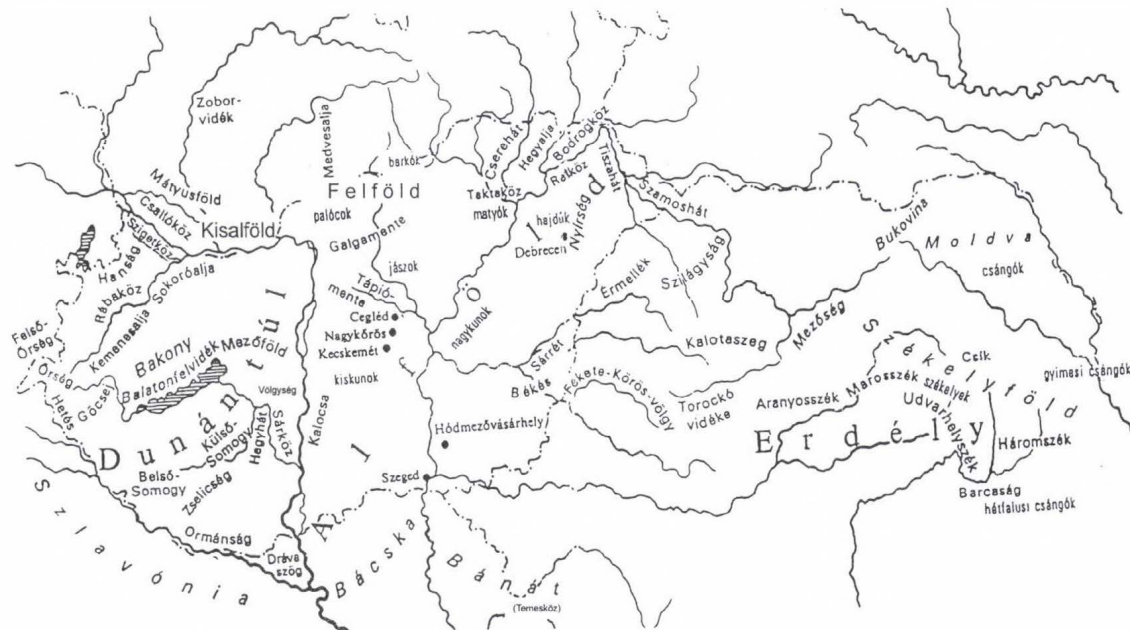 Zobor-
vidék
Medvesalja
barkók
Cserehát
Hegyalja
Bodrogköz
Tiszahát
Mátyusföld
Csallóköz
Szigetköz
Kisalföld
Felföld
palócok
Galgamente
Taktaköz
matyók
Rétköz
Nyírség
hajdúk
Debrecen
Szamoshát
Szilágyság
Érmellék
Bukovina
Moldva
csángók
Hanság
Rábaköz
Sokoróalja
Kemenesalja
jászok
Tápió-
mente
Cegléd
Nagykőrös
Kecskemét
kiskunok
nagykunok
Felső-
Őrség
Őrség
Hetés
Göcsej
Bakony
Balatonfelvidék
Mezőföld
Völgység
Dunántúl
Külső-
Somogy
Hegyhát
Sárköz
Kalocsa
Belső-
Somogy
Zselicség
Ormánság
Dráva
szög
Szlavónia
Alföld
Sárrét
Békés
Fekete-Körös-völgy
Kalotaszeg
Mezőség
Torockó
vidéke
Hódmezővásárhely
Szeged
Bácska
Bánát
(Temesköz)
Aranyosszék
Marosszék
Székelyföld
Csík
székelyek
Udvarhelyszék
gyimesi csángók
Erdély
Háromszék
Barcaság
hétfalusi csángók